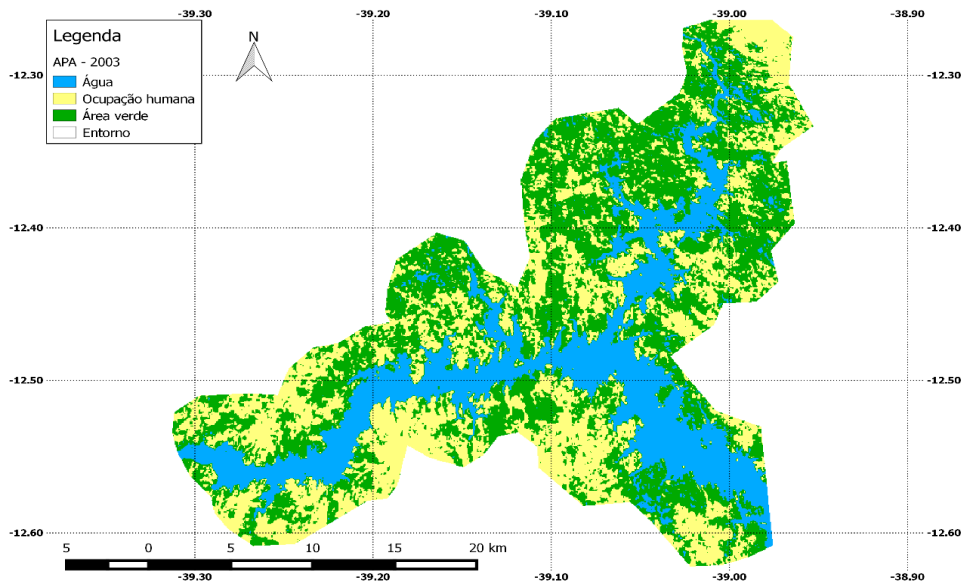 -39.30 -39.20 -39.10 -39.00 -38.90
Legenda
APA - 2003
Água
Ocupação humana
Área verde
Entorno
N
-12.30 -12.30
-12.40 -12.40
-12.50 -12.50
-12.60 -12.60
5 0 5 10 15 20 km
-39.30 -39.20 -39.10 -39.00 -38.90